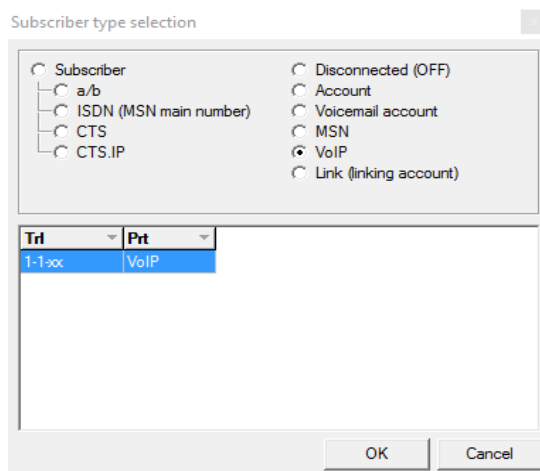 Subscriber type selection
Subscriber
a/b
ISDN (MSN main number)
CTS
CTS.IP
Disconnected (OFF)
Account
Voicemail account
MSN
VoIP
Link (linking account)
Trl Prt
1-1-xx VoIP
OK Cancel